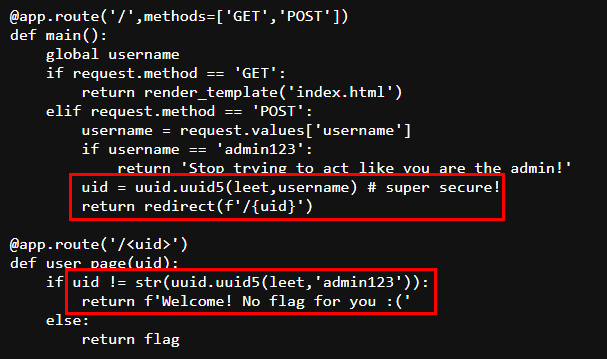 @app.route('/',methods=['GET','POST'])
def main():
    global username
    if request.method == 'GET':
        return render_template('index.html')
    elif request.method == 'POST':
        username = request.values['username']
        if username == 'admin123':
            return 'Stop trying to act like you are the admin!'
        uid = uuid.uuid5(leet,username) # super secure!
        return redirect(f'/{uid}')
@app.route('/<uid>')
def user_page(uid):
    if uid != str(uuid.uuid5(leet,'admin123')):
        return f'Welcome! No flag for you :('
    else:
        return flag